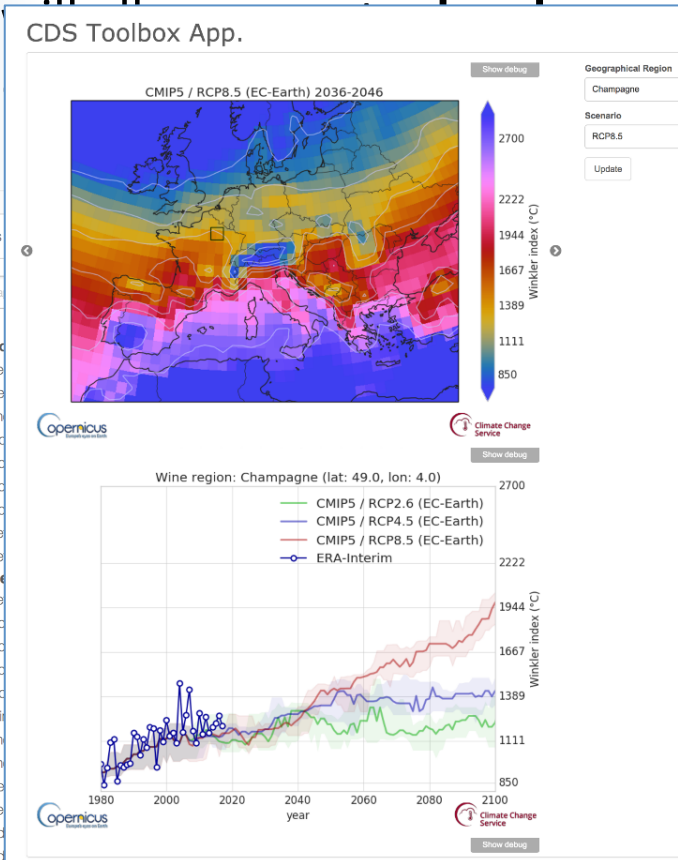 CDS Toolbox App.
Show debug
Geographical Region
Champagne
Scenario
RCP8.5
Update
CMIP5 / RCP8.5 (EC-Earth) 2036-2046
2700
2222
1944
1667
1389
1111
850
Winkler index (°C)
opernicus
Climate Change
Service
Show debug
Wine region: Champagne (lat: 49.0, lon: 4.0)
CMIP5 / RCP2.6 (EC-Earth)
CMIP5 / RCP4.5 (EC-Earth)
CMIP5 / RCP8.5 (EC-Earth)
ERA-Interim
2700
2222
1944
1667
1389
1111
850
Winkler index (°C)
1980 2000 2020 2040 2060 2080 2100
year
opernicus
Climate Change
Service
Show debug